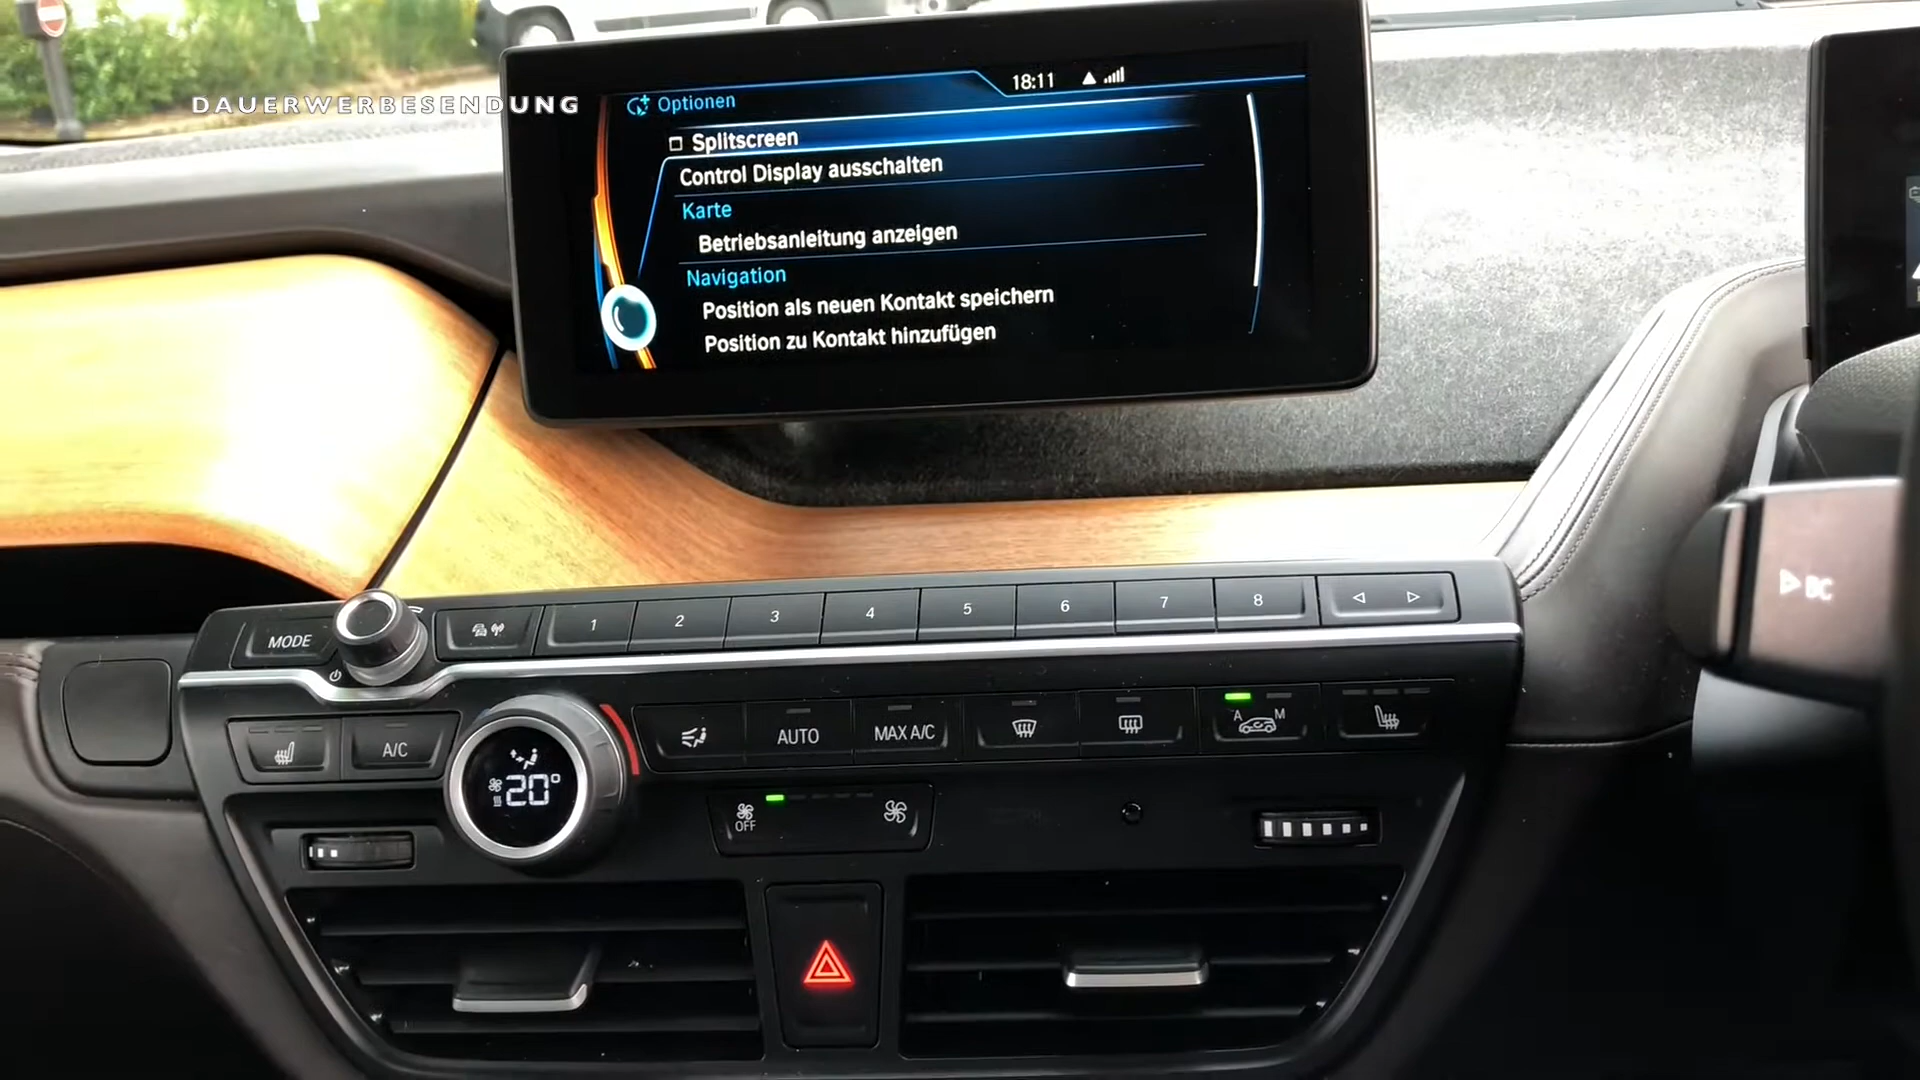 DAUERWERBESENDUNG
Optionen
18:11
Splitscreen
Control Display ausschalten
Karte
Betriebsanleitung anzeigen
Navigation
Position als neuen Kontakt speichern
Position zu Kontakt hinzufügen
MODE
1 2 3 4 5 6 7 8
A/C
20°
AUTO
MAX A/C
A M
OFF
BC